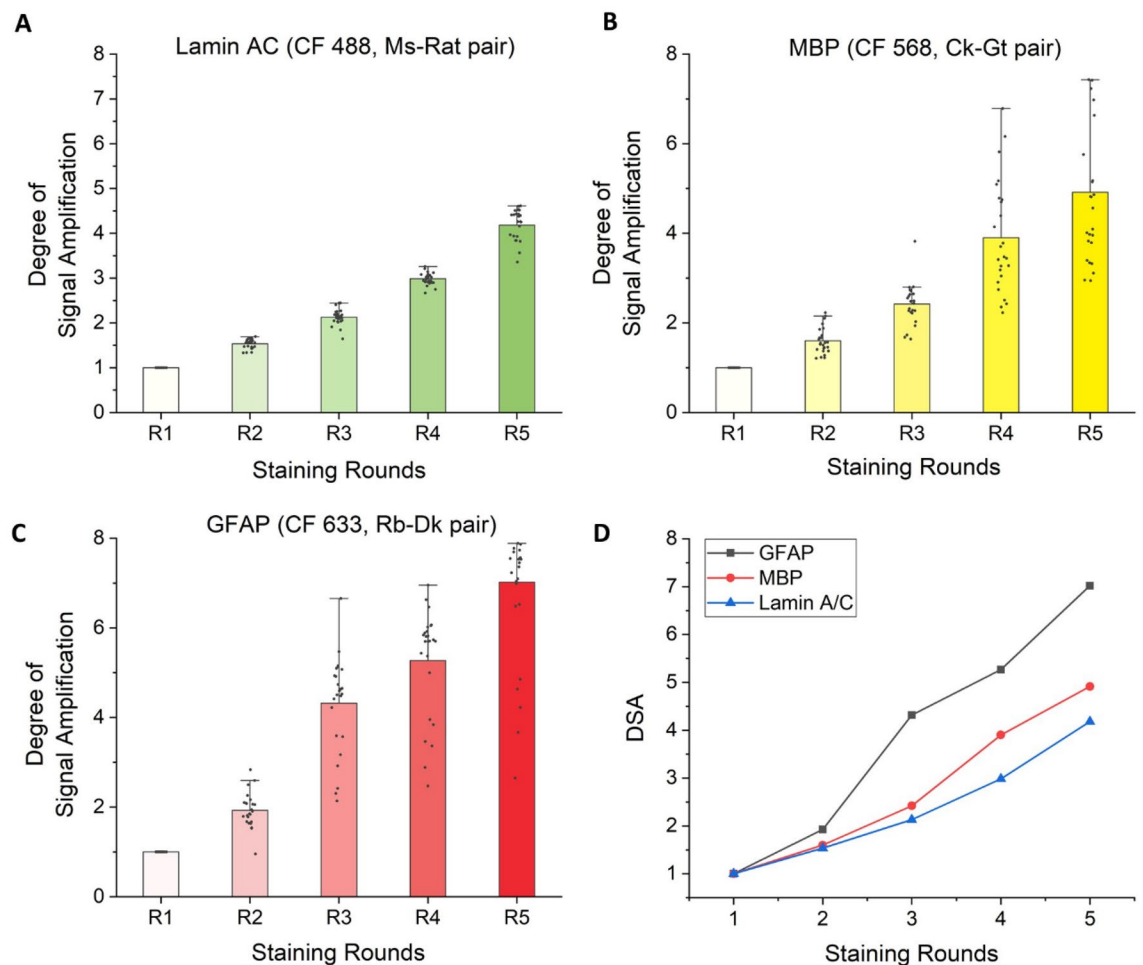 A
Lamin AC (CF 488, Ms-Rat pair)
8
7
6
5
4
3
2
1
0
Degree of
Signal Amplification
R1 R2 R3 R4 R5
Staining Rounds
B
MBP (CF 568, Ck-Gt pair)
8
6
4
2
0
Degree of
Signal Amplification
R1 R2 R3 R4 R5
Staining Rounds
C
GFAP (CF 633, Rb-Dk pair)
8
6
4
2
0
Degree of
Signal Amplification
R1 R2 R3 R4 R5
Staining Rounds
D
GFAP
MBP
Lamin A/C
8
7
6
5
4
3
2
1
DSA
1 2 3 4 5
Staining Rounds